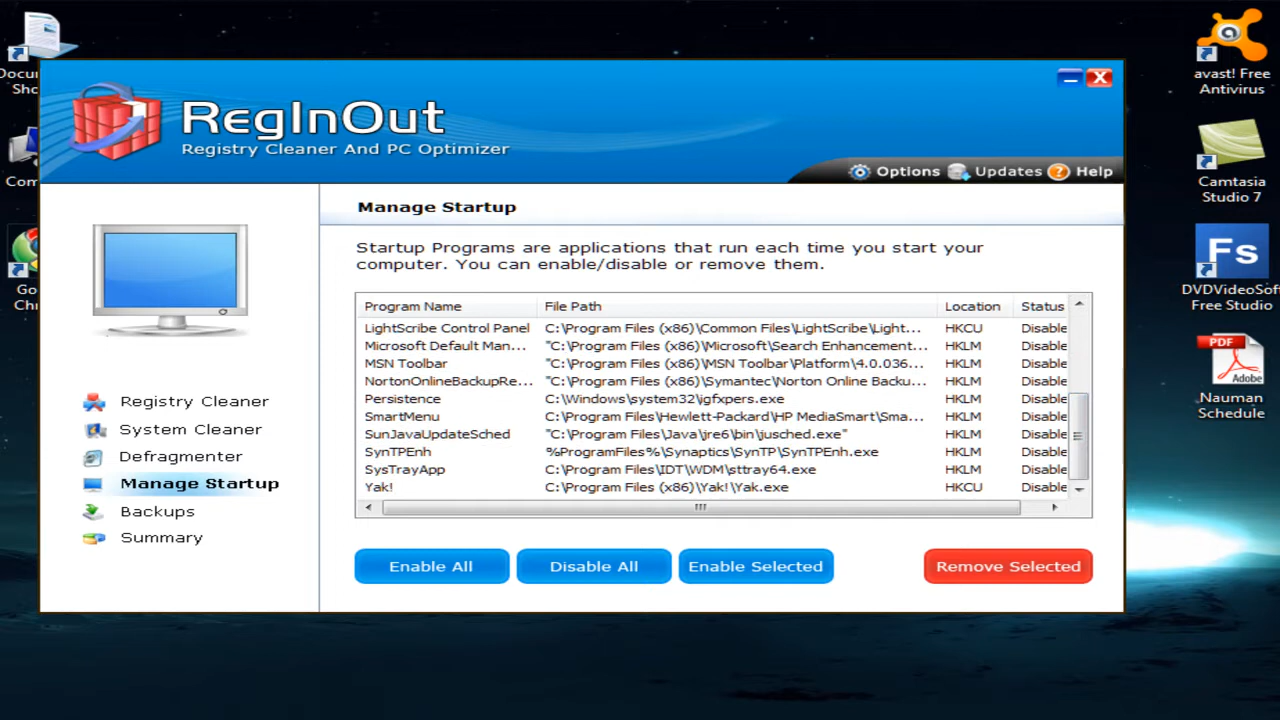 Docu
Sho
Com
Go
Chr
RegInOut
Registry Cleaner And PC Optimizer
Options Updates Help
Manage Startup
Startup Programs are applications that run each time you start your
computer. You can enable/disable or remove them.
Program Name File Path Location Status
LightScribe Control Panel C:\Program Files (x86)\Common Files\LightScribe\Light... HKCU Disable
Microsoft Default Man... "C:\Program Files (x86)\Microsoft\Search Enhancement... HKLM Disable
MSN Toolbar "C:\Program Files (x86)\MSN Toolbar\Platform\4.0.036... HKLM Disable
NortonOnlineBackupRe... "C:\Program Files (x86)\Symantec\Norton Online Backu... HKLM Disable
Persistence C:\Windows\system32\igfxpers.exe HKLM Disable
SmartMenu C:\Program Files\Hewlett-Packard\HP MediaSmart\Sma... HKLM Disable
SunJavaUpdateSched "C:\Program Files\Java\jre6\bin\jusched.exe" HKLM Disable
SynTPEnh %ProgramFiles%\Synaptics\SynTP\SynTPEnh.exe HKLM Disable
SysTrayApp C:\Program Files\IDT\WDM\sttray64.exe HKLM Disable
Yak! C:\Program Files (x86)\Yak!\Yak.exe HKCU Disable
Enable All Disable All Enable Selected Remove Selected
Registry Cleaner
System Cleaner
Defragmenter
Manage Startup
Backups
Summary
avast! Free
Antivirus
Camtasia
Studio 7
Fs
DVDVideoSoft
Free Studio
PDF
Adobe
Nauman
Schedule